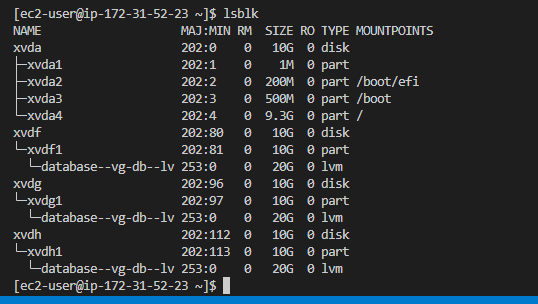 [ec2-user@ip-172-31-52-23 ~]$ lsblk
NAME                      MAJ:MIN RM  SIZE RO TYPE MOUNTPOINTS
xvda                      202:0    0   10G  0 disk
├─xvda1                   202:1    0    1M  0 part
├─xvda2                   202:2    0  200M  0 part /boot/efi
├─xvda3                   202:3    0  500M  0 part /boot
└─xvda4                   202:4    0  9.3G  0 part /
xvdf                      202:80   0   10G  0 disk
└─xvdf1                   202:81   0   10G  0 part
  └─database--vg-db--lv 253:0    0   20G  0 lvm
xvdg                      202:96   0   10G  0 disk
└─xvdg1                   202:97   0   10G  0 part
  └─database--vg-db--lv 253:0    0   20G  0 lvm
xvdh                      202:112  0   10G  0 disk
└─xvdh1                   202:113  0   10G  0 part
  └─database--vg-db--lv 253:0    0   20G  0 lvm
[ec2-user@ip-172-31-52-23 ~]$